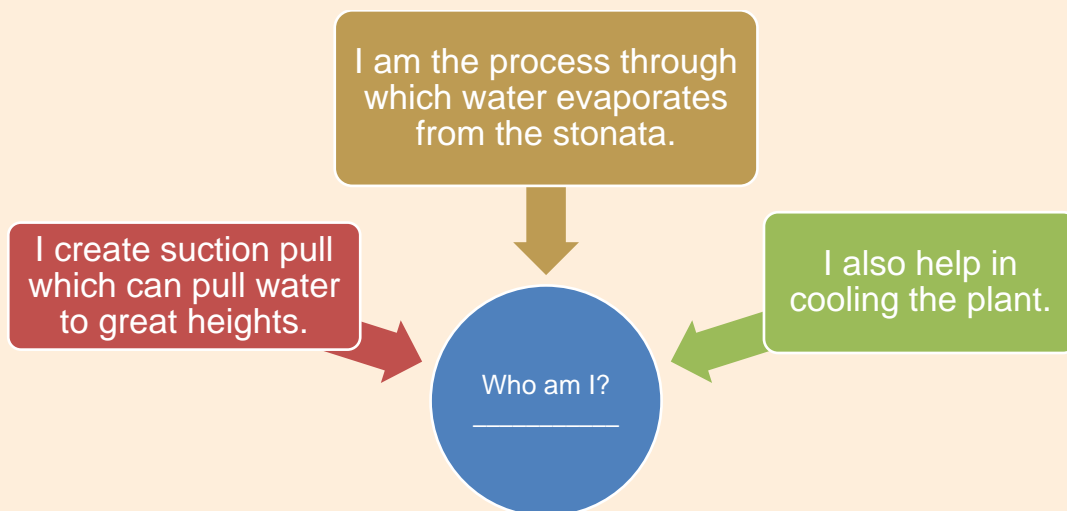 I am the process through
which water evaporates
from the stonata.
I create suction pull
which can pull water
to great heights.
I also help in
cooling the plant.
Who am I?
___________